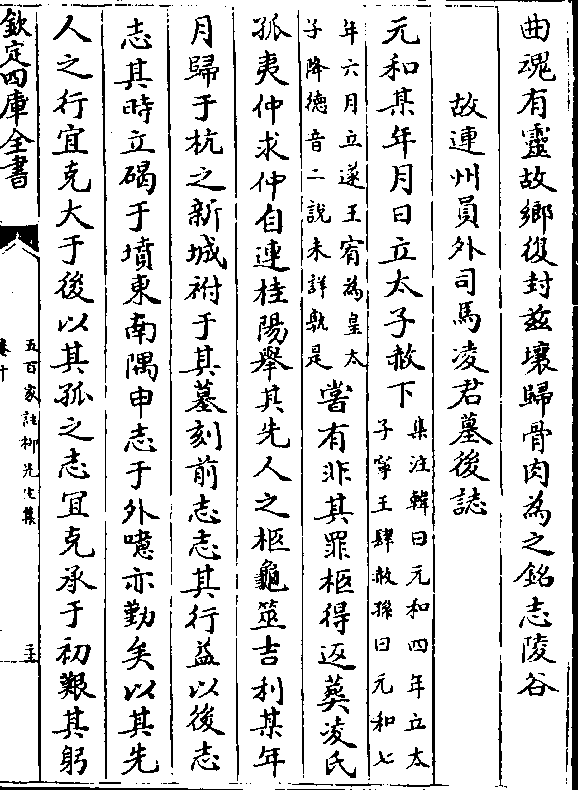 曲魂有靈故鄉復封兹壤歸骨肉為之銘志陵谷
故連州員外司馬凌君墓後誌
元和某年月日立太子赦下集注韓曰元和四年立太
子寧王肆赦孫曰元和七
年六月立遂王宥為皇太
子降德音二說未詳孰是當有非其罪柩得返葬凌氏
孤夷仲求仲自連桂陽舉其先人之柩龜筮吉利某年
月歸于杭之新城祔于其墓刻前志志其行益以後志
志其時立碣于墳東南隅申志于外噫亦勤矣以其先
人之行宜克大于後以其孤之志宜克承于初艱其躬
欽定四庫全書
五百家註柳先生集
卷十